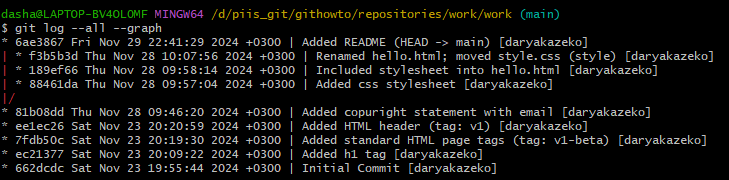 dasha@LAPTOP-BV4OL0MF MINGW64 /d/piis_git/githowto/repositories/work/work (main)
$ git log --all --graph
* 6ae3867 Fri Nov 29 22:41:29 2024 +0300 | Added README (HEAD -> main) [daryakazeko]
| * f3b5b3d Thu Nov 28 10:07:56 2024 +0300 | Renamed hello.html; moved style.css (style) [daryakazeko]
| * 189ef66 Thu Nov 28 09:58:14 2024 +0300 | Included stylesheet into hello.html [daryakazeko]
| * 88461da Thu Nov 28 09:57:04 2024 +0300 | Added css stylesheet [daryakazeko]
|/
* 81b08dd Thu Nov 28 09:46:20 2024 +0300 | Added copuright statement with email [daryakazeko]
* ee1ec26 Sat Nov 23 20:20:59 2024 +0300 | Added HTML header (tag: v1) [daryakazeko]
* 7fdb50c Sat Nov 23 20:19:30 2024 +0300 | Added standard HTML page tags (tag: v1-beta) [daryakazeko]
* ec21377 Sat Nov 23 20:09:22 2024 +0300 | Added h1 tag [daryakazeko]
* 662dcdc Sat Nov 23 19:55:44 2024 +0300 | Initial Commit [daryakazeko]